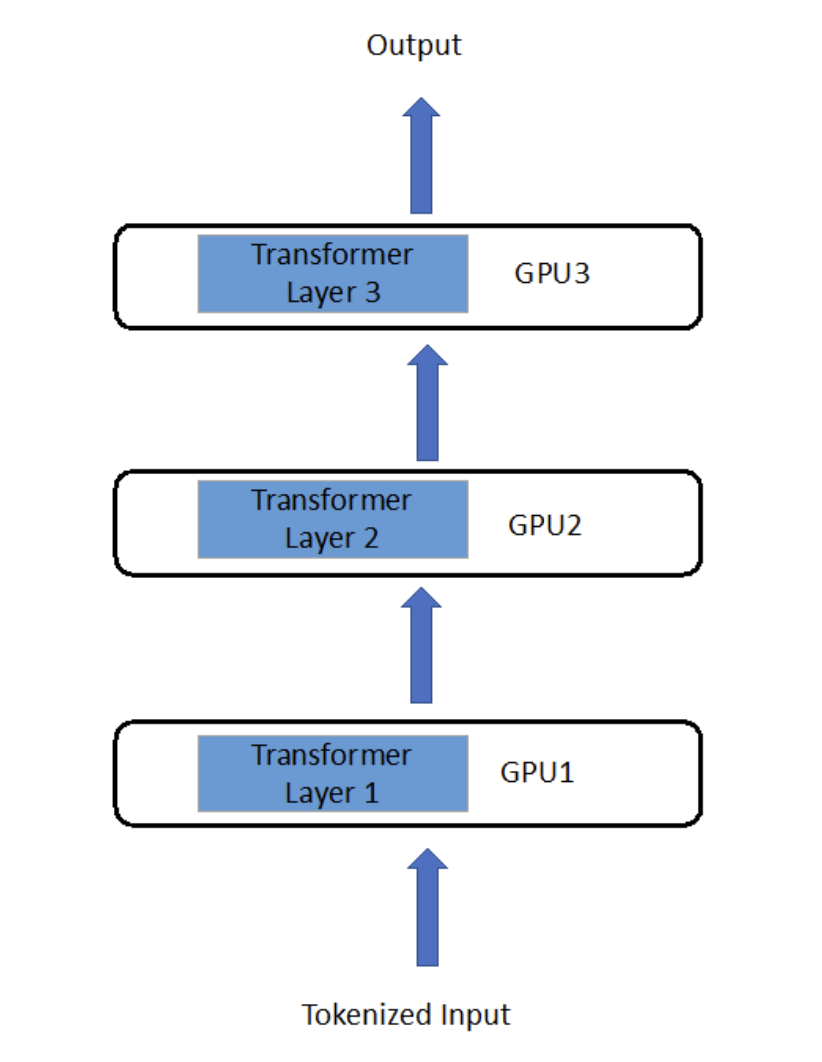 Output
Transformer
Layer 3
GPU3
Transformer
Layer 2
GPU2
Transformer
Layer 1
GPU1
Tokenized Input